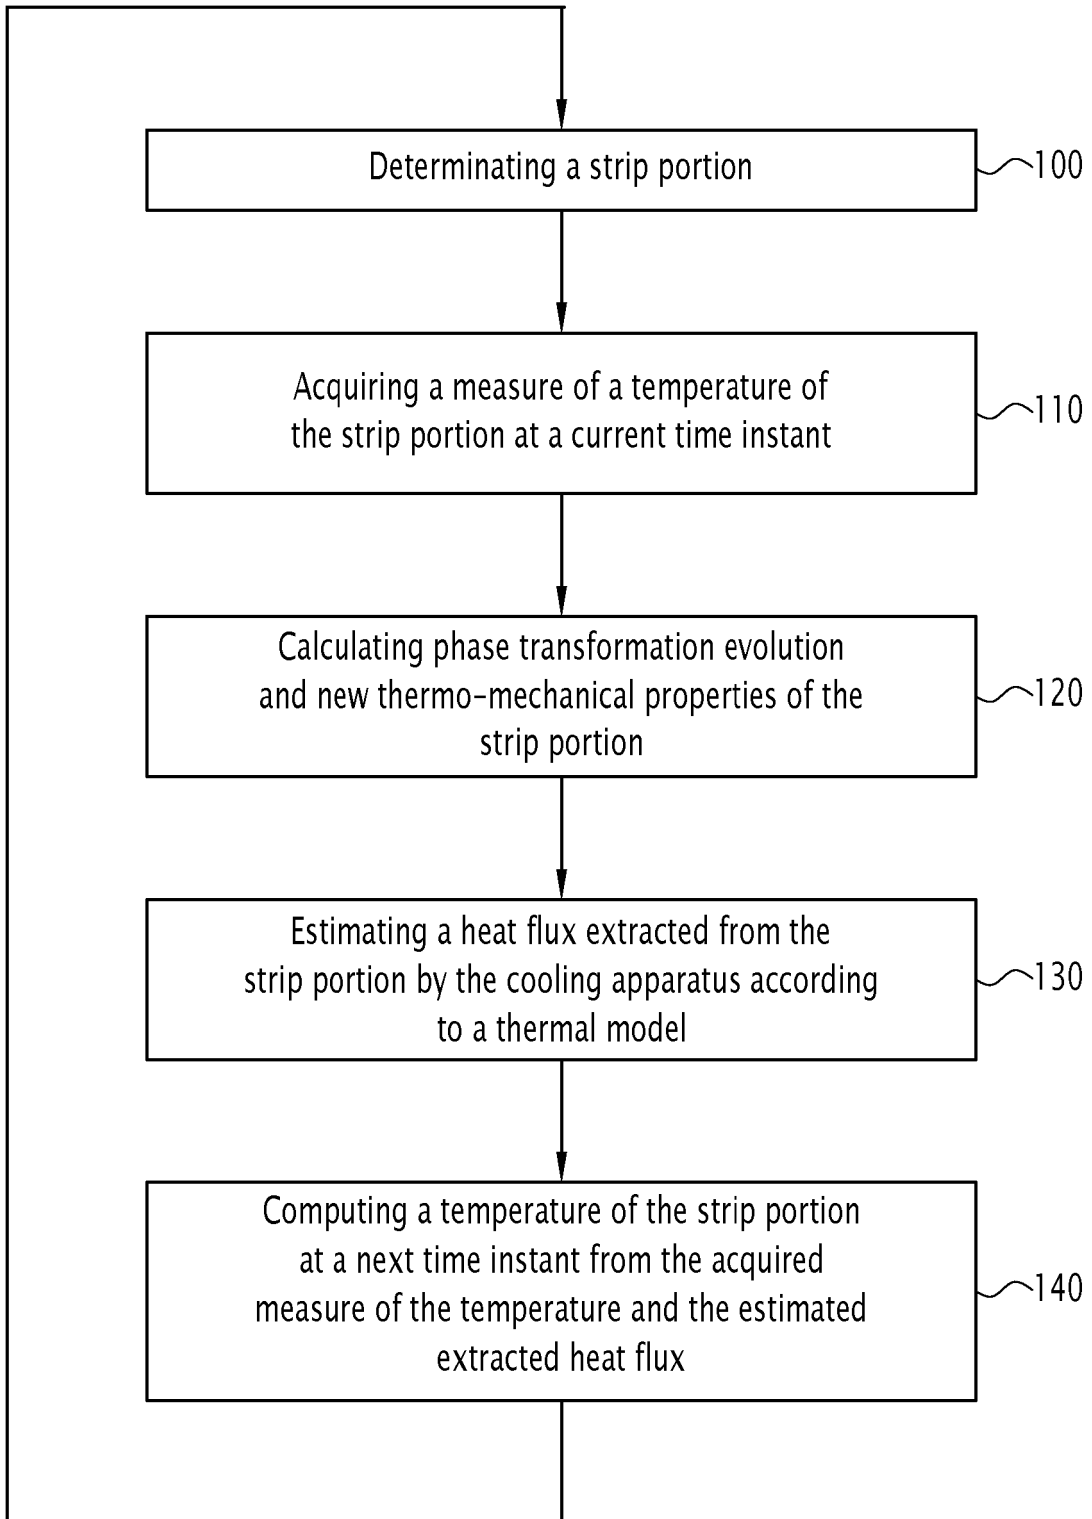 Determinating a strip portion
100
Acquiring a measure of a temperature of
the strip portion at a current time instant
110
Calculating phase transformation evolution
and new thermo-mechanical properties of the
strip portion
120
Estimating a heat flux extracted from the
strip portion by the cooling apparatus according
to a thermal model
130
Computing a temperature of the strip portion
at a next time instant from the acquired
measure of the temperature and the estimated
extracted heat flux
140